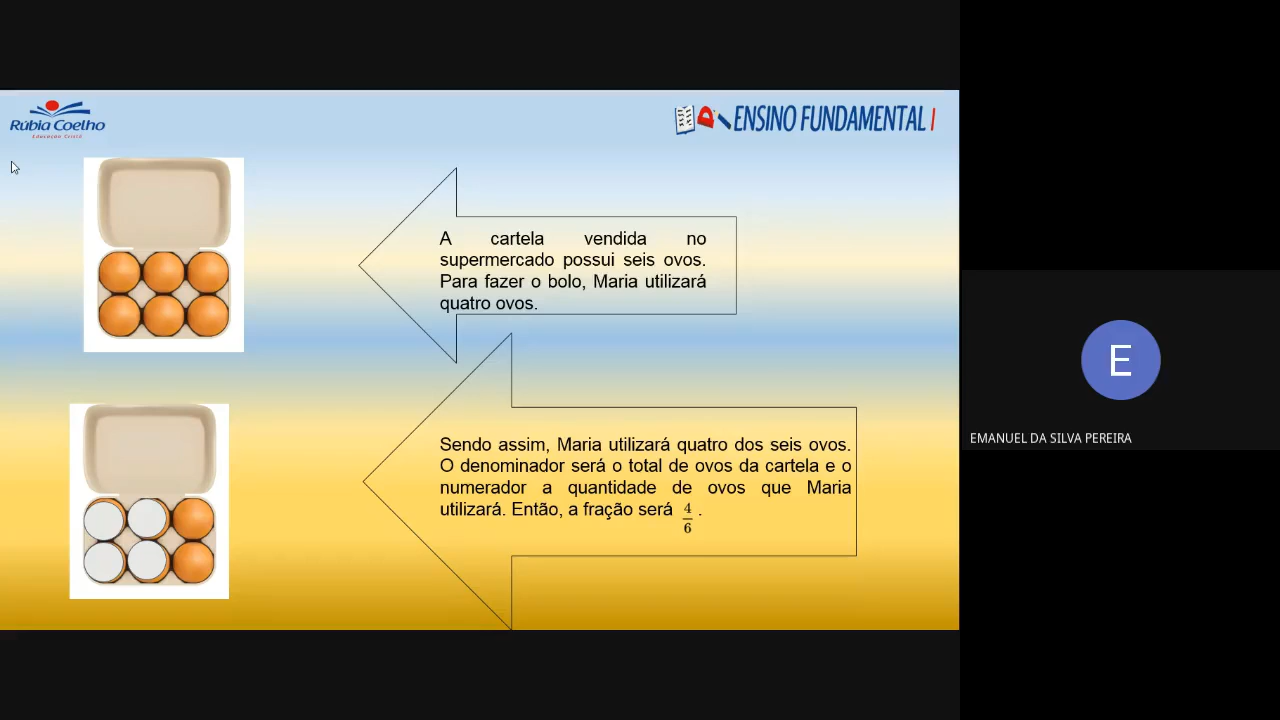 Rúbia Coelho
Educação Cristã
ENSINO FUNDAMENTAL I
A cartela vendida no
supermercado possui seis ovos.
Para fazer o bolo, Maria utilizará
quatro ovos.
Sendo assim, Maria utilizará quatro dos seis ovos.
O denominador será o total de ovos da cartela e o
numerador a quantidade de ovos que Maria
utilizará. Então, a fração será 4/6 .
E
EMANUEL DA SILVA PEREIRA